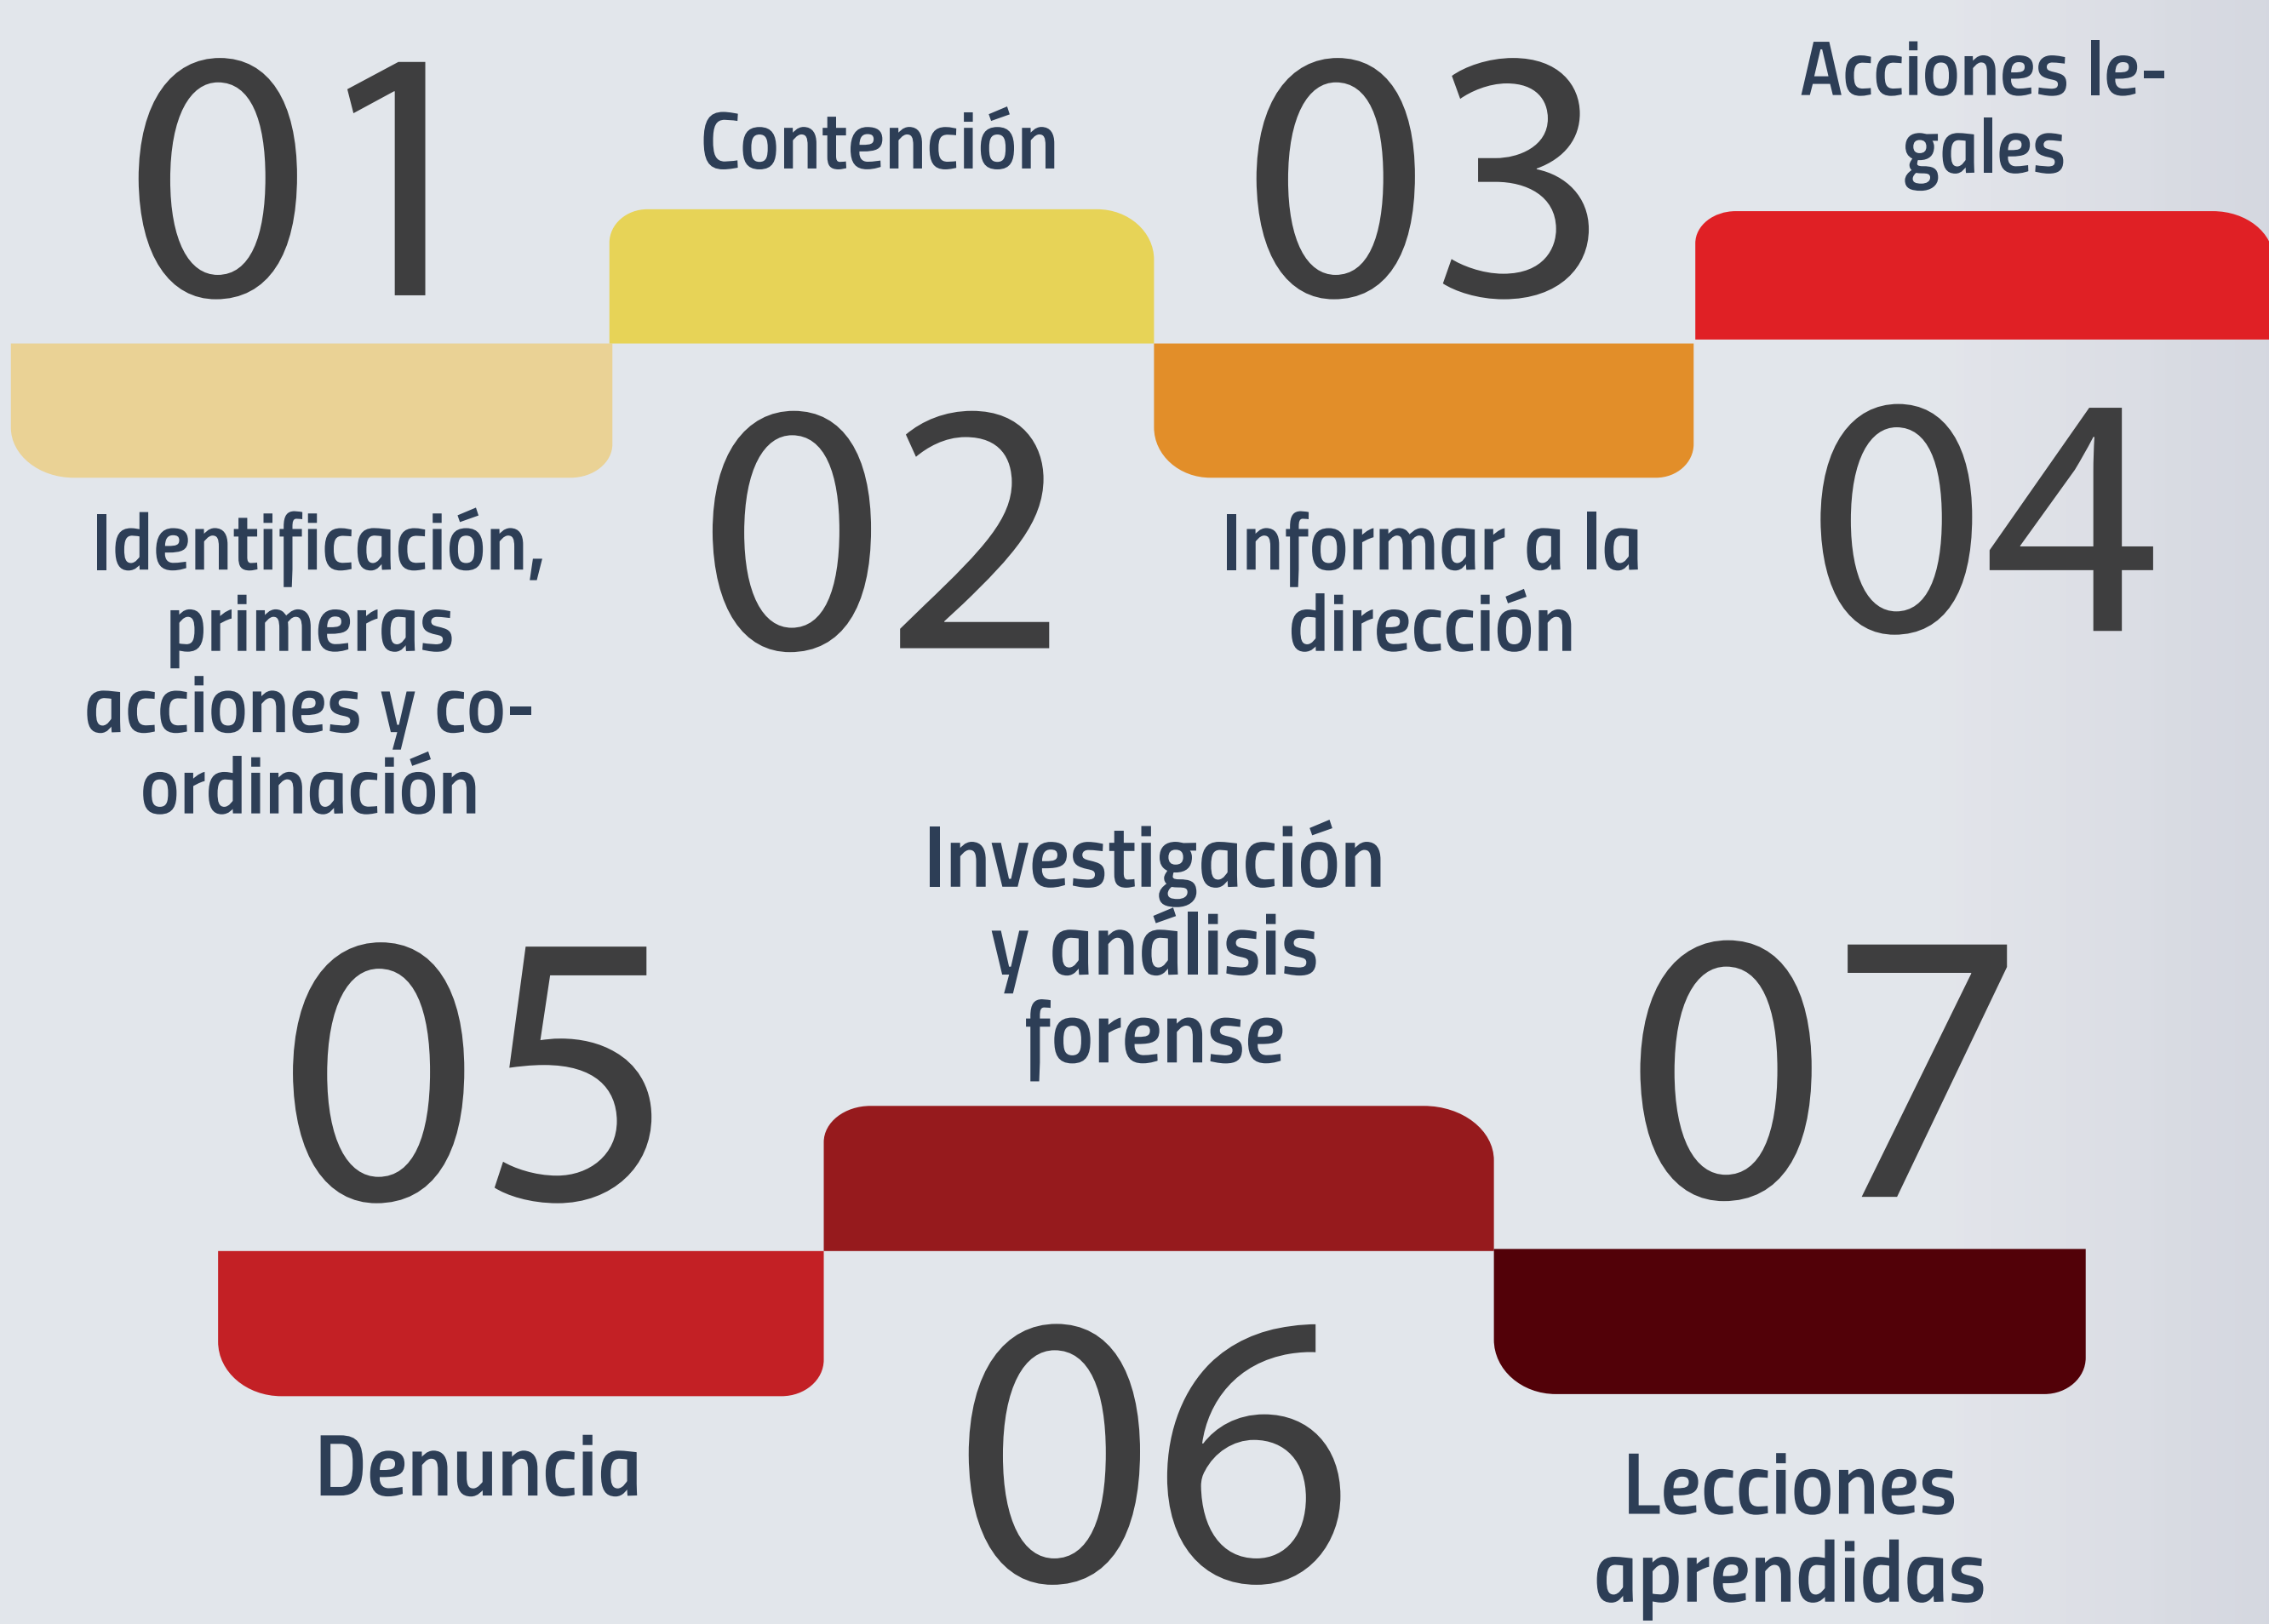 01
Identificación,
primeras
acciones y co-
ordinación
Contención
02
03
Informar a la
dirección
Acciones le-
gales
04
05
Denuncia
Investigación
y análisis
forense
06
07
Lecciones
aprendidas